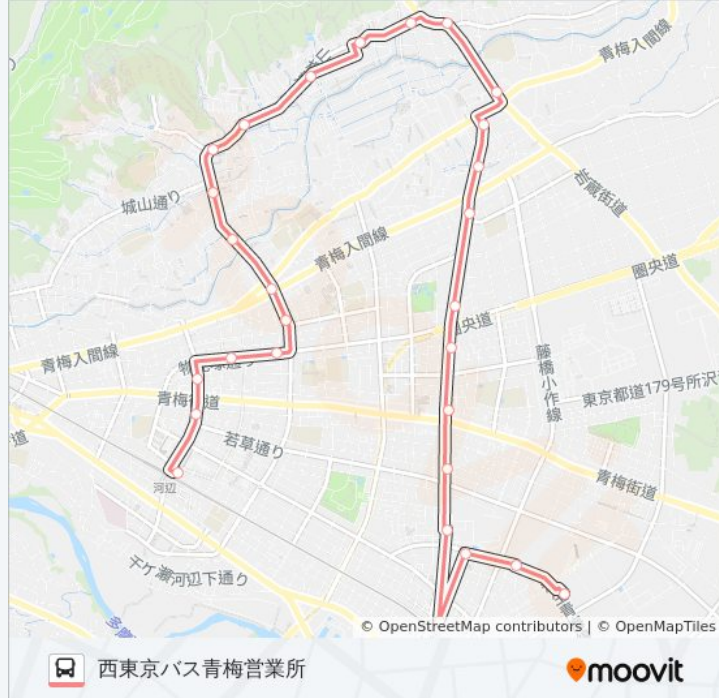 青梅入間線
城山通り
岩蔵街道
青梅入間線
圏央道
圏央道
青梅入間線
藤橋小作線
東京都道179号所沢
青梅街道
青梅街道
若草通り
河辺
千ケ瀬河辺下通り
© OpenStreetMap contributors | © OpenMapTiles
西東京バス青梅営業所
moovit